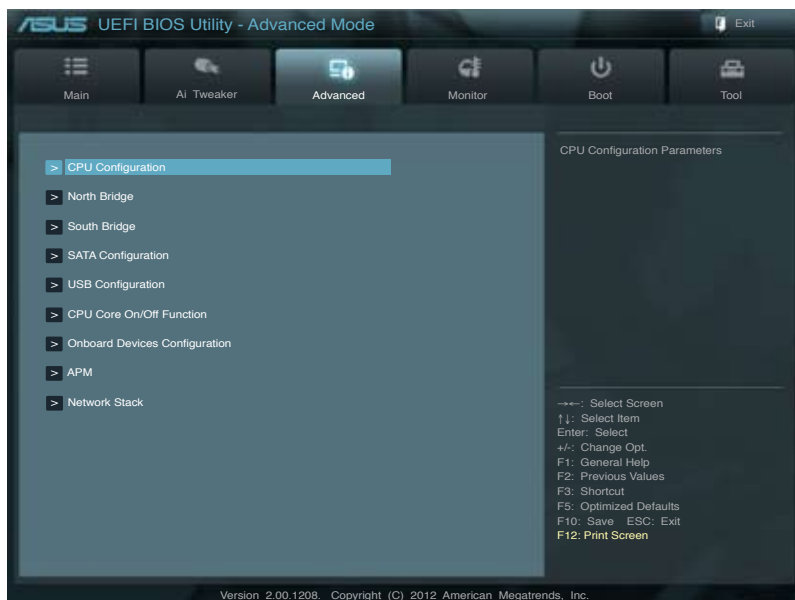 ASUS UEFI BIOS Utility - Advanced Mode
Exit
Main
Ai Tweaker
Advanced
Monitor
Boot
Tool
> CPU Configuration
> North Bridge
> South Bridge
> SATA Configuration
> USB Configuration
> CPU Core On/Off Function
> Onboard Devices Configuration
> APM
> Network Stack
CPU Configuration Parameters
→←: Select Screen
↑↓: Select Item
Enter: Select
+/-: Change Opt.
F1: General Help
F2: Previous Values
F3: Shortcut
F5: Optimized Defaults
F10: Save ESC: Exit
F12: Print Screen
Version 2.00.1208. Copyright (C) 2012 American Megatrends, Inc.